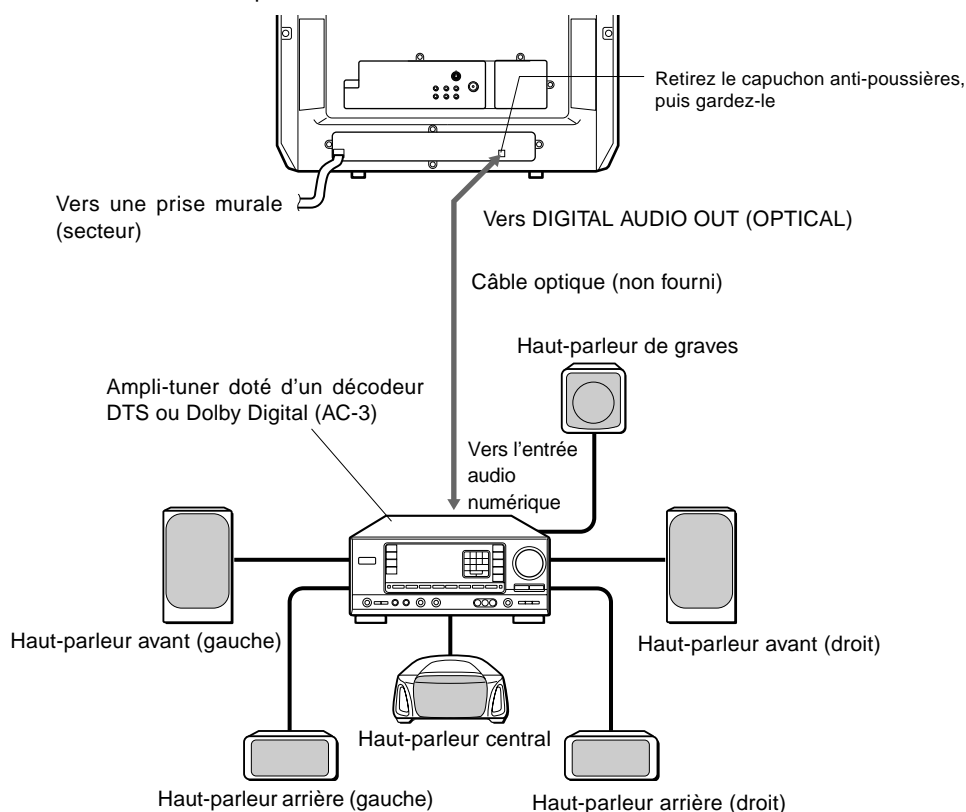 Retirez le capuchon anti-poussières,
puis gardez-le
Vers une prise murale
(secteur)
Vers DIGITAL AUDIO OUT (OPTICAL)
Câble optique (non fourni)
Haut-parleur de graves
Ampli-tuner doté d'un décodeur
DTS ou Dolby Digital (AC-3)
Vers l'entrée
audio
numérique
Haut-parleur avant (gauche)
Haut-parleur avant (droit)
Haut-parleur central
Haut-parleur arrière (gauche)
Haut-parleur arrière (droit)